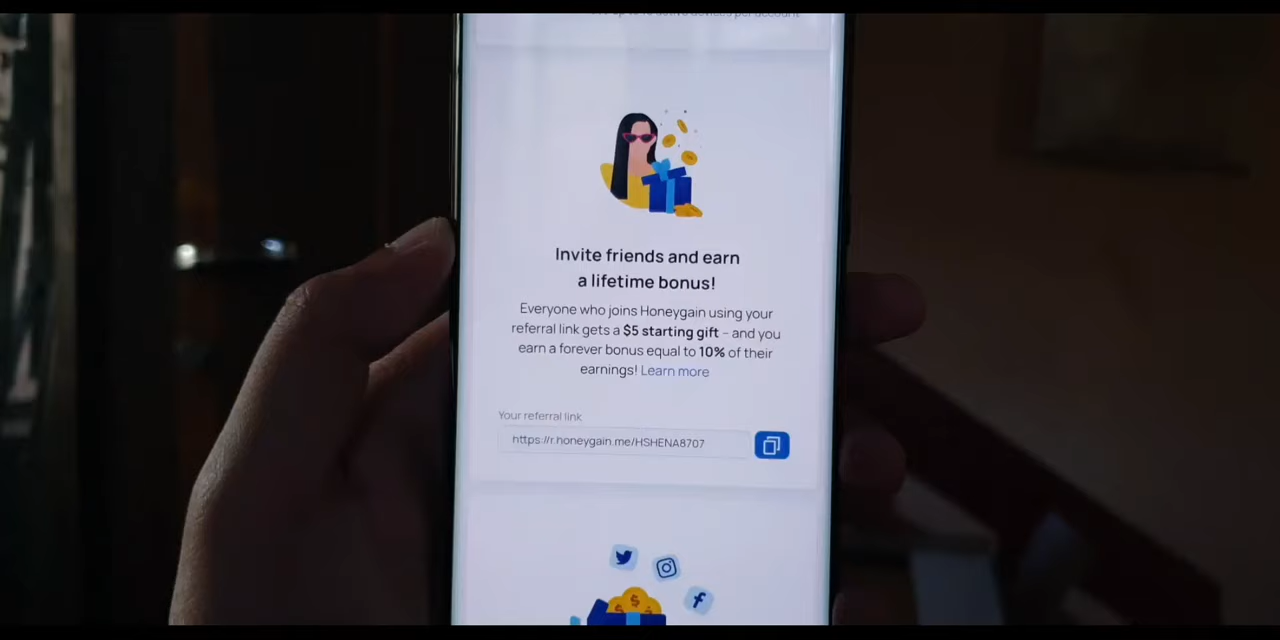 Invite friends and earn
a lifetime bonus!
Everyone who joins Honeygain using your
referral link gets a $5 starting gift – and you
earn a forever bonus equal to 10% of their
earnings! Learn more
Your referral link
https://r.honeygain.me/HSHENA8707